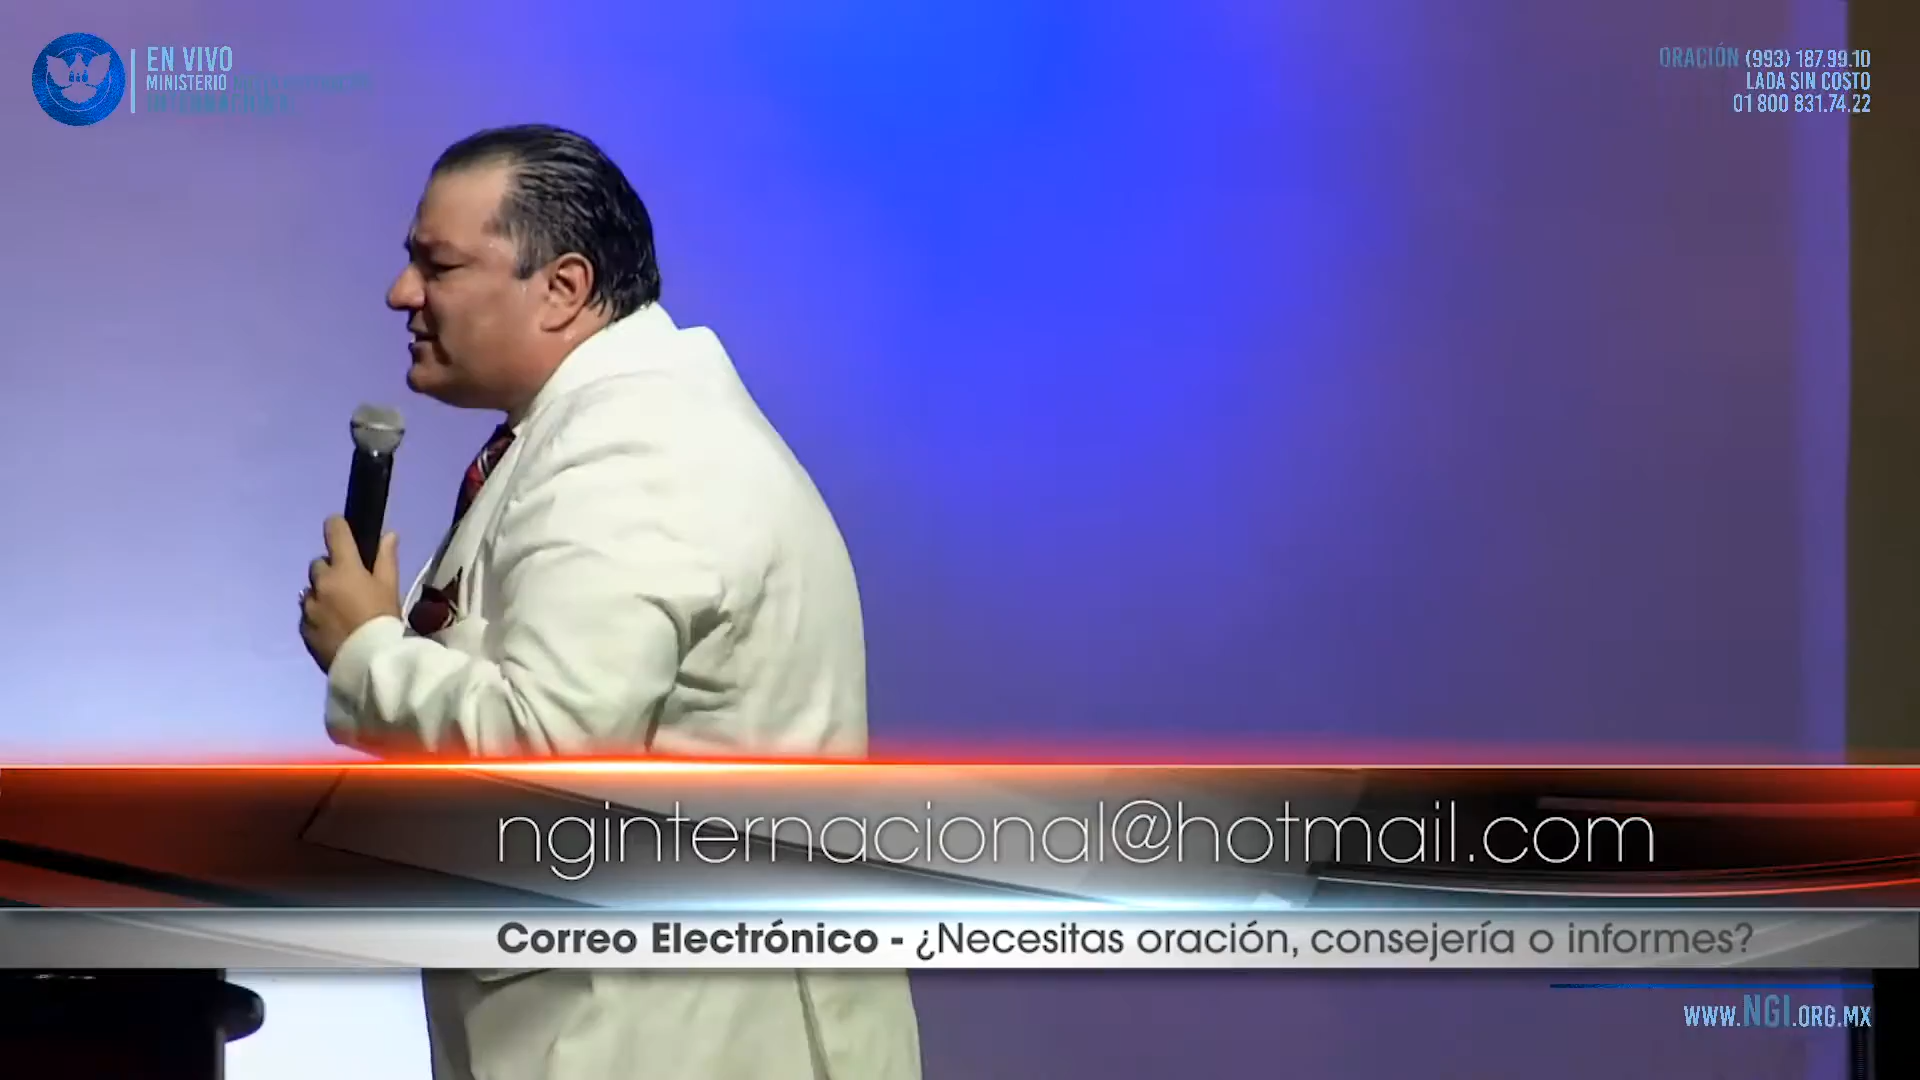 EN VIVO
MINISTERIO
INTERNACIONAL
ORACIÓN (993) 187.99.10
LADA SIN COSTO
01 800 831.74.22
nginternacional@hotmail.com
Correo Electrónico - ¿Necesitas oración, consejería o informes?
www.NGI.ORG.MX